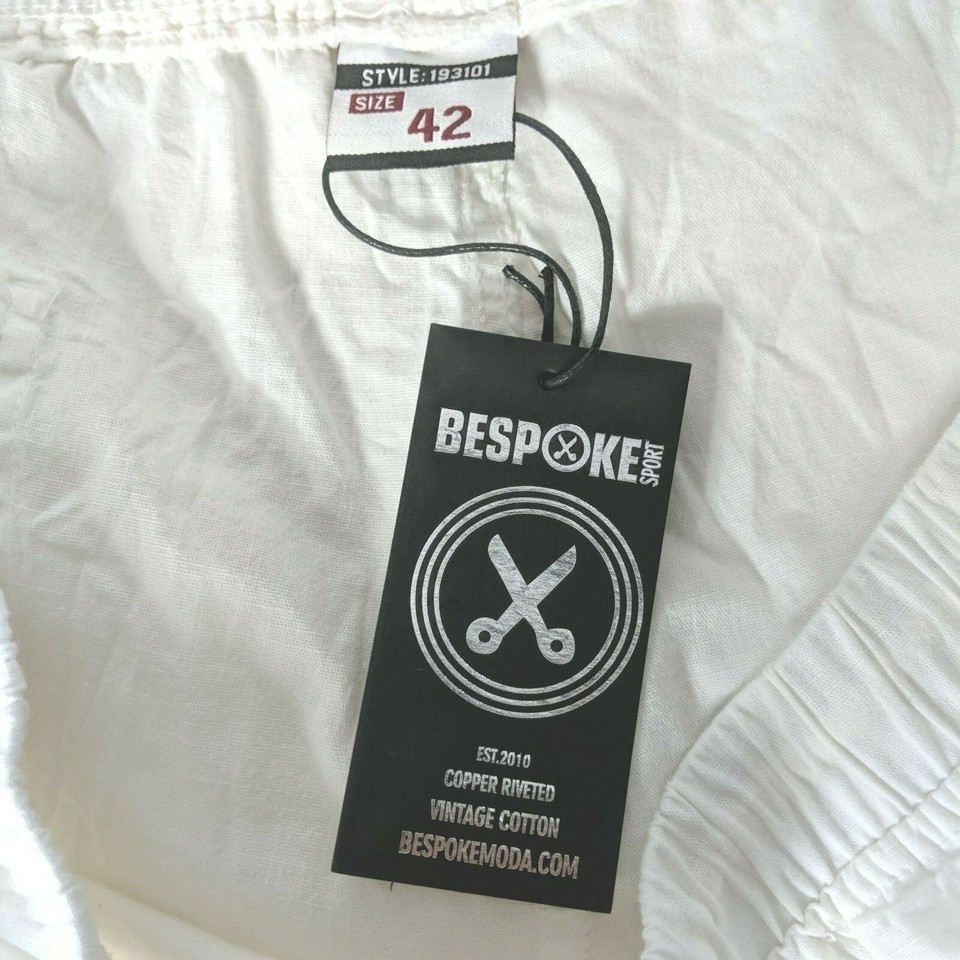 STYLE: 193101
SIZE
42
BESPOKE
SPORT
EST.2010
COPPER RIVETED
VINTAGE COTTON
BESPOKEMODA.COM